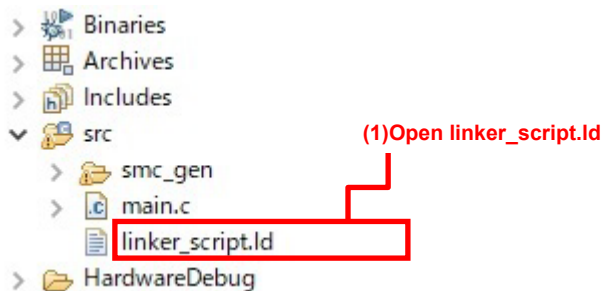 Binaries
Archives
Includes
src
(1)Open linker_script.ld
smc_gen
main.c
linker_script.ld
HardwareDebug